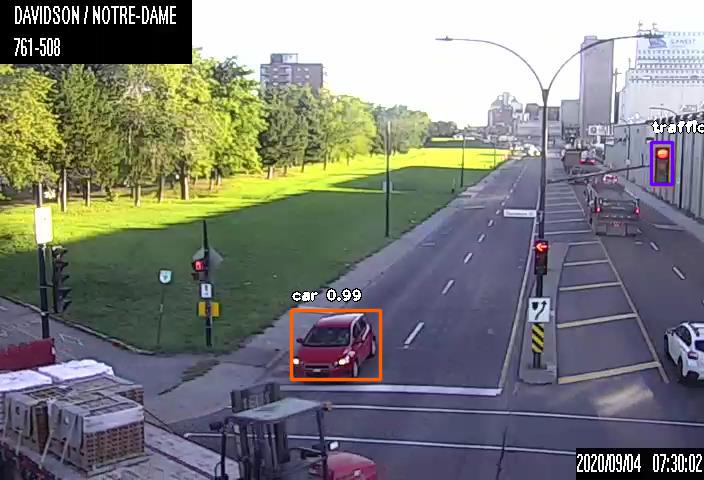 DAVIDSON / NOTRE-DAME
761-508
traffic
car 0.99
2020/09/04 07:30:02